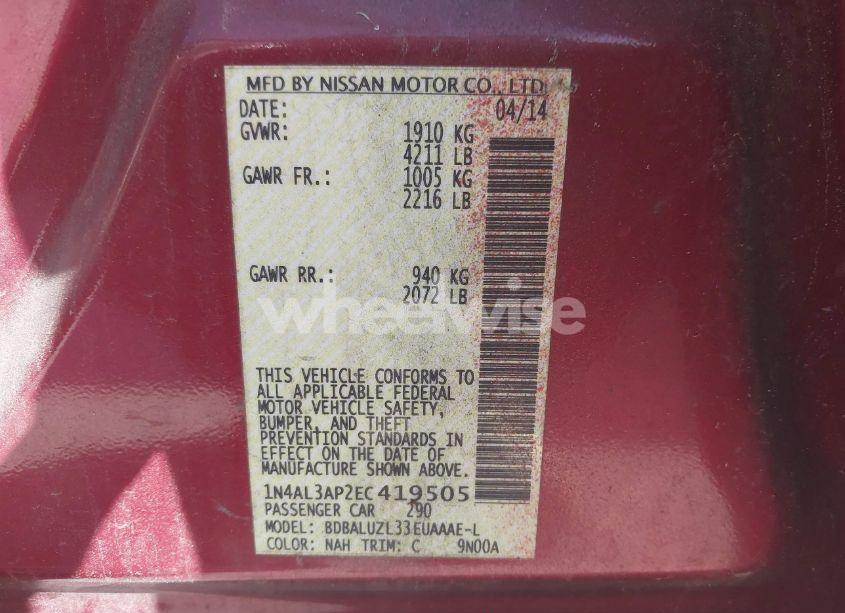 MFD BY NISSAN MOTOR CO., LTD
DATE: 04/14
GVWR: 1910 KG
4211 LB
GAWR FR.: 1005 KG
2216 LB
GAWR RR.: 940 KG
2072 LB
wheelwise
THIS VEHICLE CONFORMS TO
ALL APPLICABLE FEDERAL
MOTOR VEHICLE SAFETY,
BUMPER, AND THEFT
PREVENTION STANDARDS IN
EFFECT ON THE DATE OF
MANUFACTURE SHOWN ABOVE.
1N4AL3AP2EC419505
PASSENGER CAR 290
MODEL: BDBALUZL33EUAAAE-L
COLOR: NAH TRIM: C 9N00A